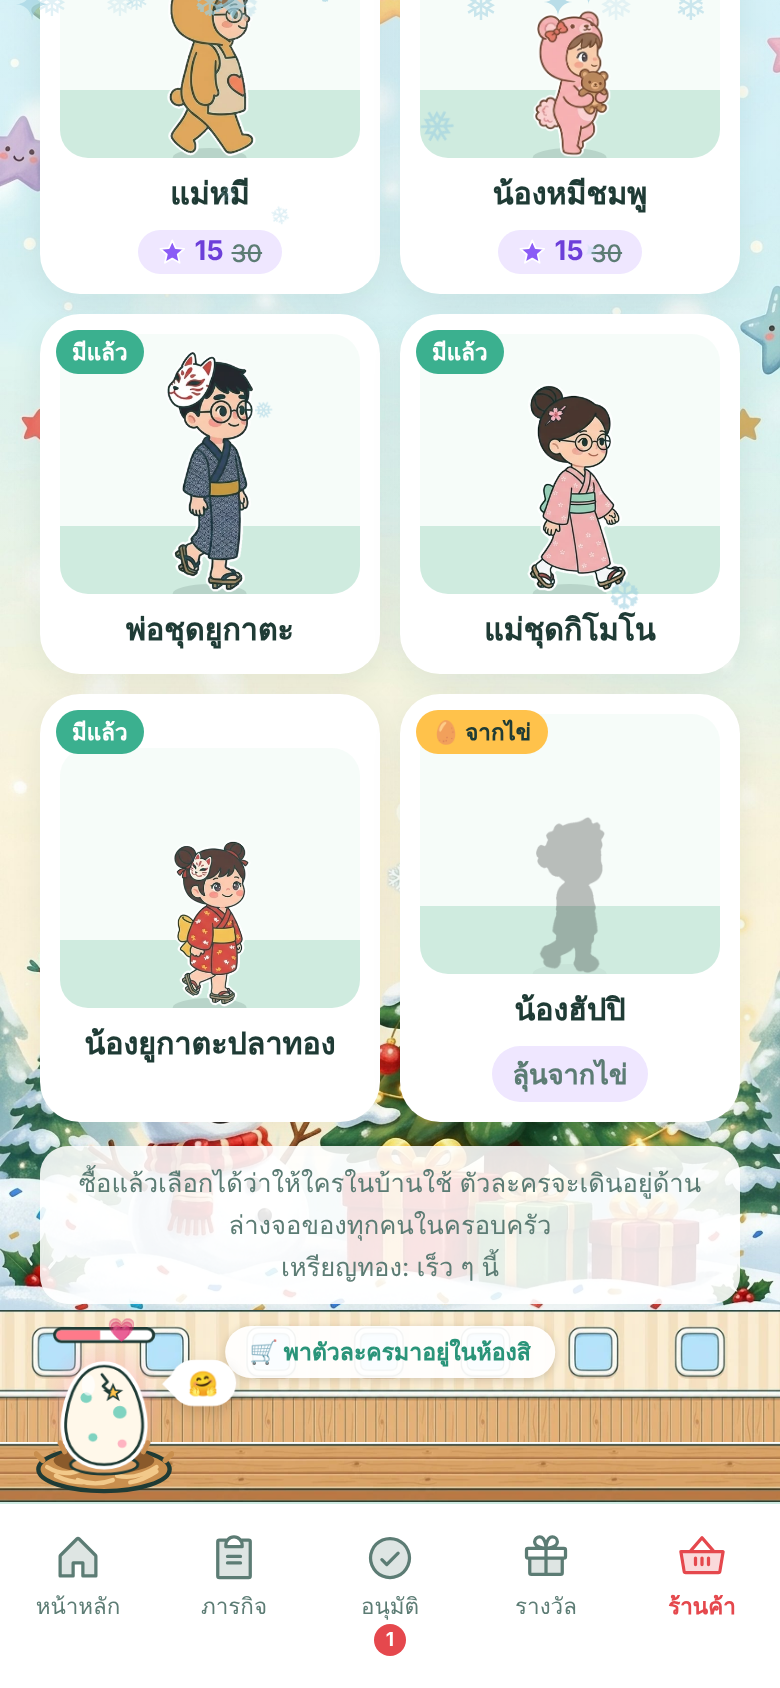 แม่หมี
น้องหมีชมพู
15 30
15 30
มีแล้ว
มีแล้ว
พ่อชุดยูกาตะ
แม่ชุดกิโมโน
มีแล้ว
จากไข่
น้องยูกาตะปลาทอง
น้องฮัปปิ
ลุ้นจากไข่
ซื้อแล้วเลือกได้ว่าให้ใครในบ้านใช้ ตัวละครจะเดินอยู่ด้าน
ล่างจอของทุกคนในครอบครัว
เหรียญทอง: เร็ว ๆ นี้
พาตัวละครมาอยู่ในห้องสิ
หน้าหลัก
ภารกิจ
อนุมัติ
รางวัล
ร้านค้า
1